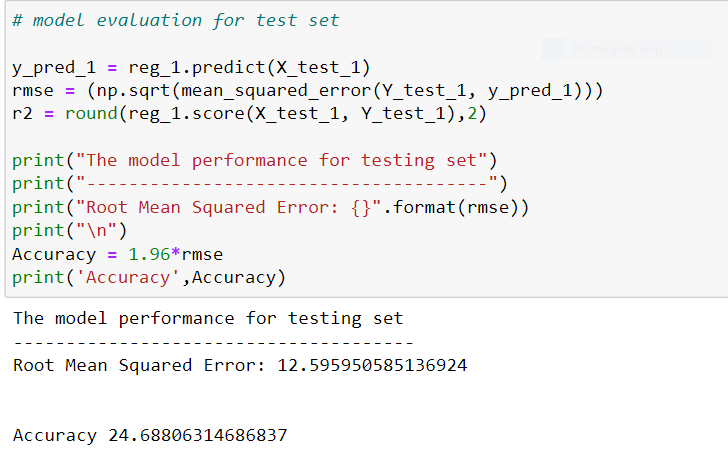 # model evaluation for test set
Rectangular Snip
y_pred_1 = reg_1.predict(X_test_1)
rmse = (np.sqrt(mean_squared_error(Y_test_1, y_pred_1)))
r2 = round(reg_1.score(X_test_1, Y_test_1),2)
print("The model performance for testing set")
print("--------------------------------------")
print("Root Mean Squared Error: {}".format(rmse))
print("\n")
Accuracy = 1.96*rmse
print('Accuracy',Accuracy)
The model performance for testing set
--------------------------------------
Root Mean Squared Error: 12.595950585136924
Accuracy 24.68806314686837